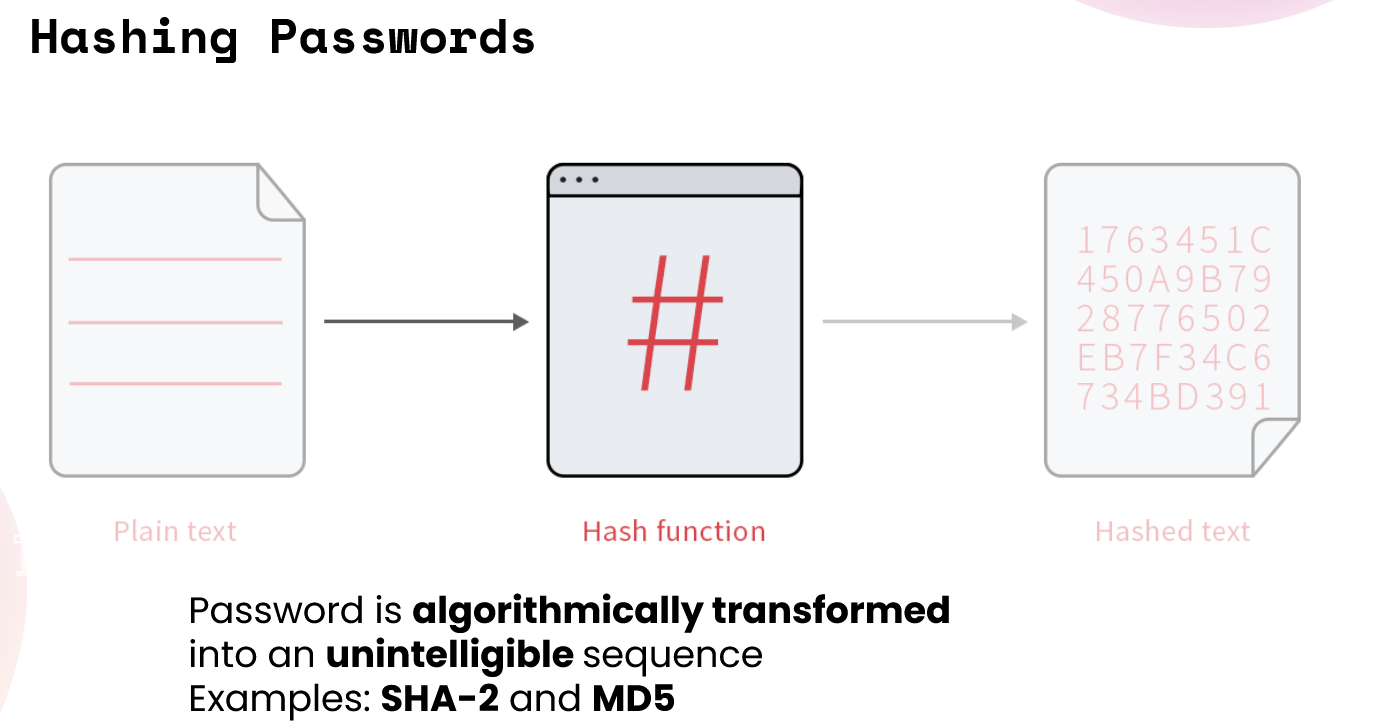 Hashing Passwords
1763451C
450A9B79
28776502
EB7F34C6
734BD391
Plain text
Hash function
Hashed text
Password is algorithmically transformed
into an unintelligible sequence
Examples: SHA-2 and MD5